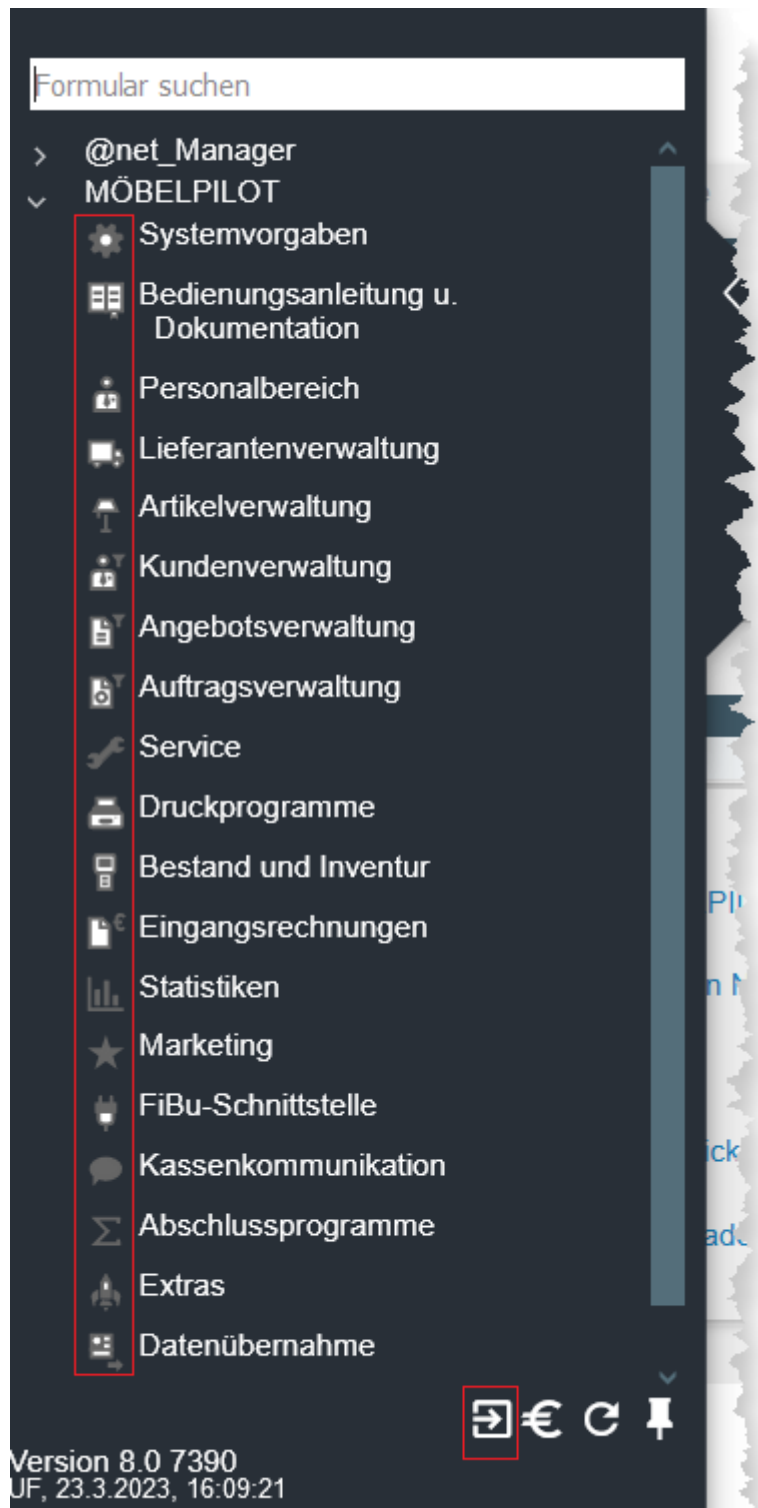 Formular suchen
@net_Manager
MÖBELPILOT
Systemvorgaben
Bedienungsanleitung u.
Dokumentation
Personalbereich
Lieferantenverwaltung
Artikelverwaltung
Kundenverwaltung
Angebotsverwaltung
Auftragsverwaltung
Service
Druckprogramme
Bestand und Inventur
Eingangsrechnungen
Statistiken
Marketing
FiBu-Schnittstelle
Kassenkommunikation
Abschlussprogramme
Extras
Datenübernahme
Version 8.0 7390
UF, 23.3.2023, 16:09:21